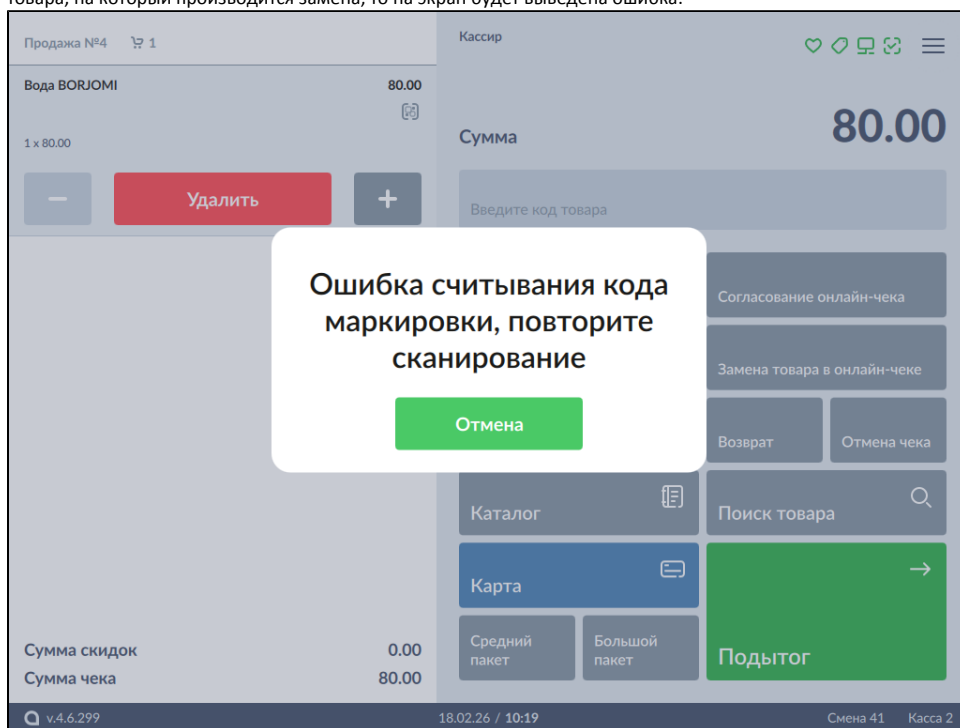 товара, на который производится замена, то на экран будет выведена ошибка:
Продажа №4 1
Кассир
Вода BORJOMI 80.00
1 x 80.00
Сумма 80.00
− Удалить +
Введите код товара
Ошибка считывания кода
маркировки, повторите
сканирование
Отмена
Согласование онлайн-чека
Замена товара в онлайн-чеке
Возврат Отмена чека
Каталог
Поиск товара
Карта
Средний
пакет
Большой
пакет
Подытог
Сумма скидок 0.00
Сумма чека 80.00
v.4.6.299 18.02.26 / 10:19 Смена 41 Касса 2